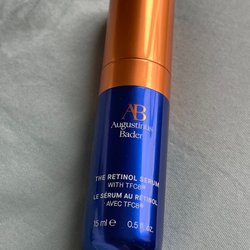 AB
Augustinus
Bader
THE RETINOL SERUM
WITH TFC8®
LE SÉRUM AU RÉTINOL
AVEC TFC8®
15 ml e 0.5 fl.oz.